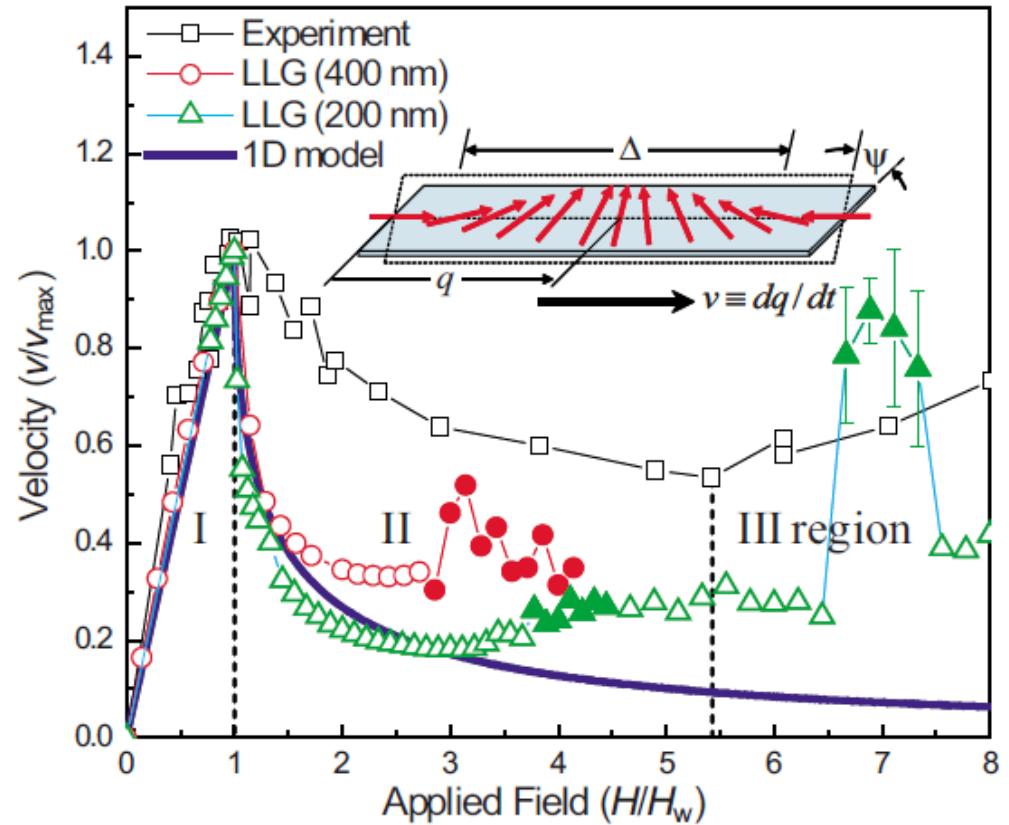 Experiment
LLG (400 nm)
LLG (200 nm)
1D model
Δ
ψ
q
v ≡ dq / dt
I
II
III region
1.4
1.2
1.0
0.8
0.6
0.4
0.2
0.0
Velocity (v/vmax)
0 1 2 3 4 5 6 7 8
Applied Field (H/Hw)